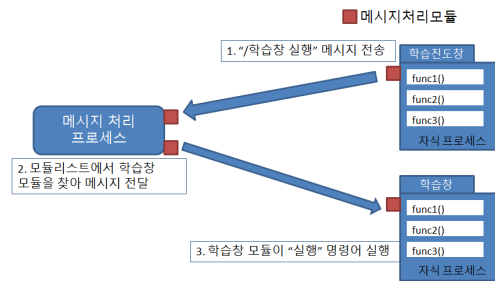 메시지처리모듈
1. “/학습창 실행” 메시지 전송
학습진도창
func1()
func2()
func3()
자식 프로세스
메시지 처리
프로세스
2. 모듈리스트에서 학습창
모듈을 찾아 메시지 전달
학습창
func1()
func2()
func3()
자식 프로세스
3. 학습창 모듈이 “실행” 명령어 실행